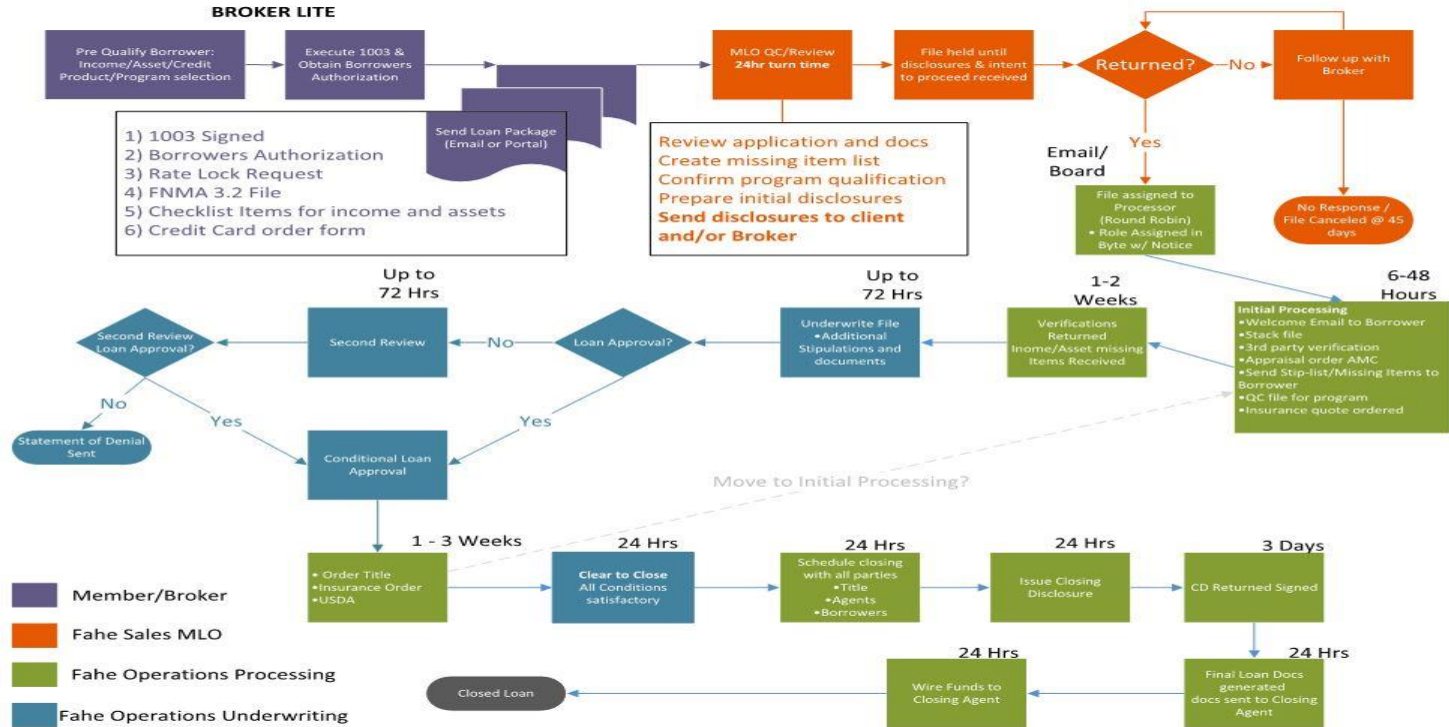 BROKER LITE
Pre Qualify Borrower:
Income/Asset/Credit
Product/Program selection
Execute 1003 &
Obtain Borrowers
Authorization
Send Loan Package
(Email or Portal)
MLO QC/Review
24hr turn time
File held until
disclosures & intent
to proceed received
Returned?
No
Follow up with
Broker
1) 1003 Signed
2) Borrowers Authorization
3) Rate Lock Request
4) FNMA 3.2 File
5) Checklist Items for income and assets
6) Credit Card order form
Review application and docs
Create missing item list
Confirm program qualification
Prepare initial disclosures
Send disclosures to client
and/or Broker
Yes
Email/
Board
File assigned to
Processor
(Round Robin)
• Role Assigned in
Byte w/ Notice
No Response /
File Canceled @ 45
days
6-48
Hours
Initial Processing
•Welcome Email to Borrower
•Stack file
•3rd party verification
•Appraisal order AMC
•Send Stip-list/Missing Items to
Borrower
•QC file for program
•Insurance quote ordered
1-2
Weeks
Verifications
Returned
Inome/Asset missing
Items Received
Up to
72 Hrs
Underwrite File
•Additional
Stipulations and
documents
Loan Approval?
No
Up to
72 Hrs
Second Review
Second Review
Loan Approval?
No
Yes
Yes
Statement of Denial
Sent
Conditional Loan
Approval
Move to Initial Processing?
1 - 3 Weeks
• Order Title
• Insurance Order
• USDA
24 Hrs
Clear to Close
All Conditions
satisfactory
24 Hrs
Schedule closing
with all parties
•Title
•Agents
•Borrowers
24 Hrs
Issue Closing
Disclosure
3 Days
CD Returned Signed
24 Hrs
Final Loan Docs
generated
docs sent to Closing
Agent
24 Hrs
Wire Funds to
Closing Agent
Closed Loan
Member/Broker
Fahe Sales MLO
Fahe Operations Processing
Fahe Operations Underwriting